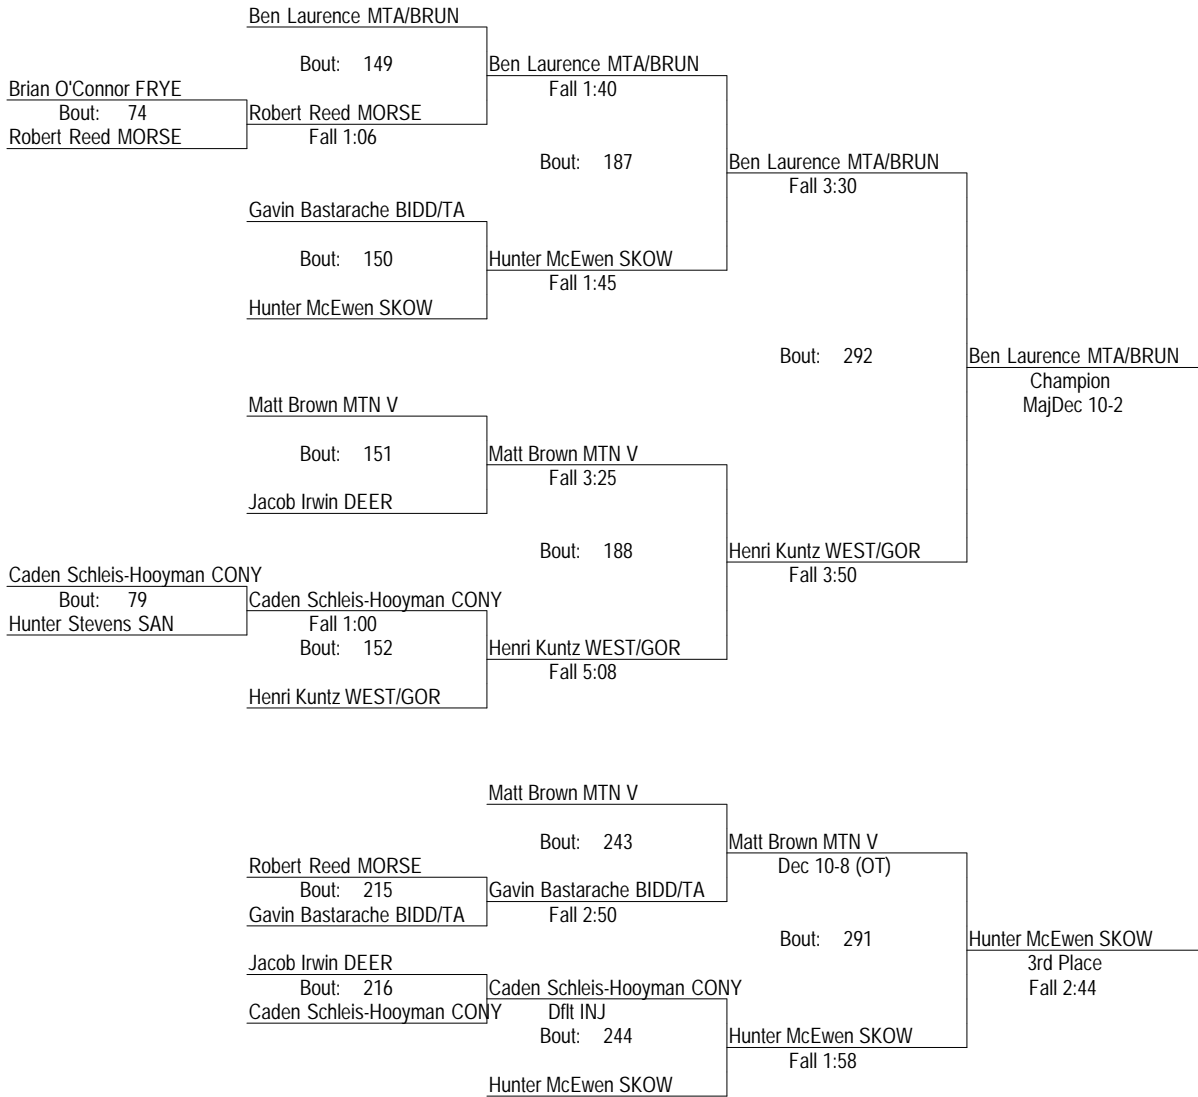 Ben Laurence MTA/BRUN
Bout: 149
Ben Laurence MTA/BRUN
Fall 1:40
Brian O'Connor FRYE
Bout: 74
Robert Reed MORSE
Robert Reed MORSE
Fall 1:06
Bout: 187
Ben Laurence MTA/BRUN
Fall 3:30
Gavin Bastarache BIDD/TA
Bout: 150
Hunter McEwen SKOW
Fall 1:45
Hunter McEwen SKOW
Bout: 292
Ben Laurence MTA/BRUN
Champion
MajDec 10-2
Matt Brown MTN V
Bout: 151
Matt Brown MTN V
Fall 3:25
Jacob Irwin DEER
Bout: 188
Henri Kuntz WEST/GOR
Fall 3:50
Caden Schleis-Hooyman CONY
Bout: 79
Hunter Stevens SAN
Caden Schleis-Hooyman CONY
Fall 1:00
Bout: 152
Henri Kuntz WEST/GOR
Fall 5:08
Henri Kuntz WEST/GOR
Matt Brown MTN V
Bout: 243
Matt Brown MTN V
Dec 10-8 (OT)
Robert Reed MORSE
Bout: 215
Gavin Bastarache BIDD/TA
Gavin Bastarache BIDD/TA
Fall 2:50
Bout: 291
Hunter McEwen SKOW
3rd Place
Fall 2:44
Jacob Irwin DEER
Bout: 216
Caden Schleis-Hooyman CONY
Caden Schleis-Hooyman CONY
Dflt INJ
Bout: 244
Hunter McEwen SKOW
Fall 1:58
Hunter McEwen SKOW